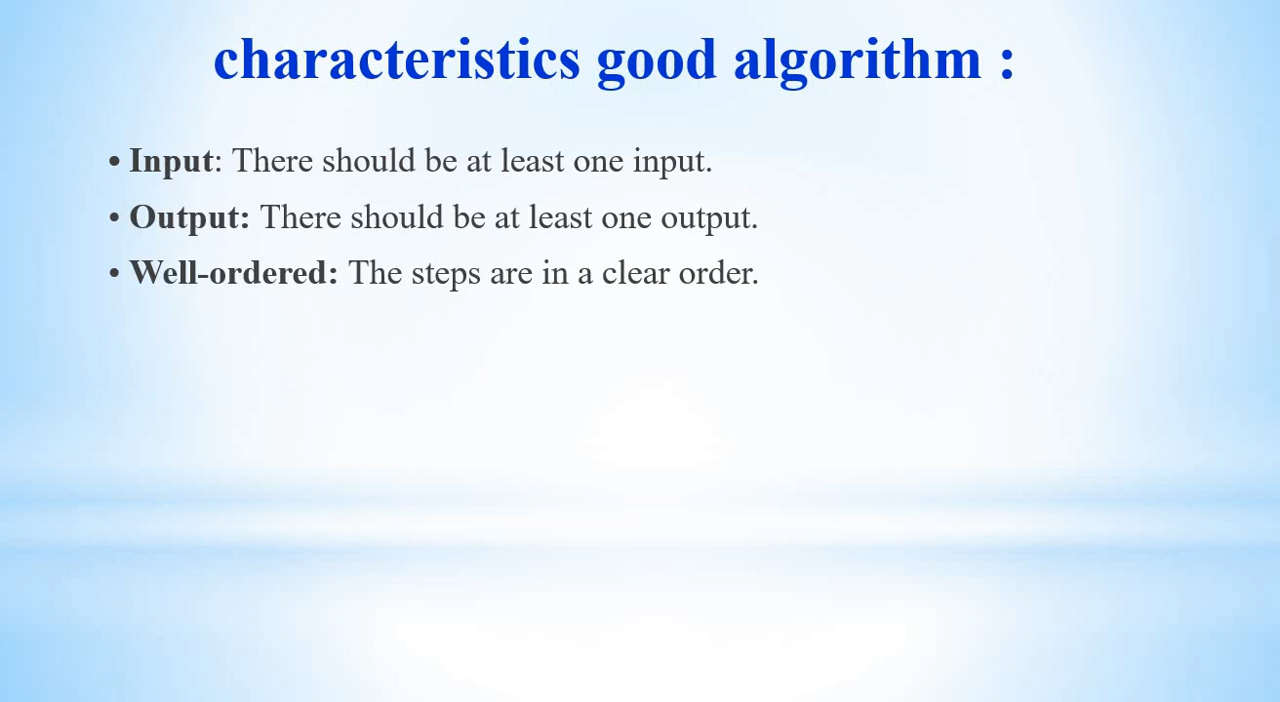 characteristics good algorithm :
• Input: There should be at least one input.
• Output: There should be at least one output.
• Well-ordered: The steps are in a clear order.